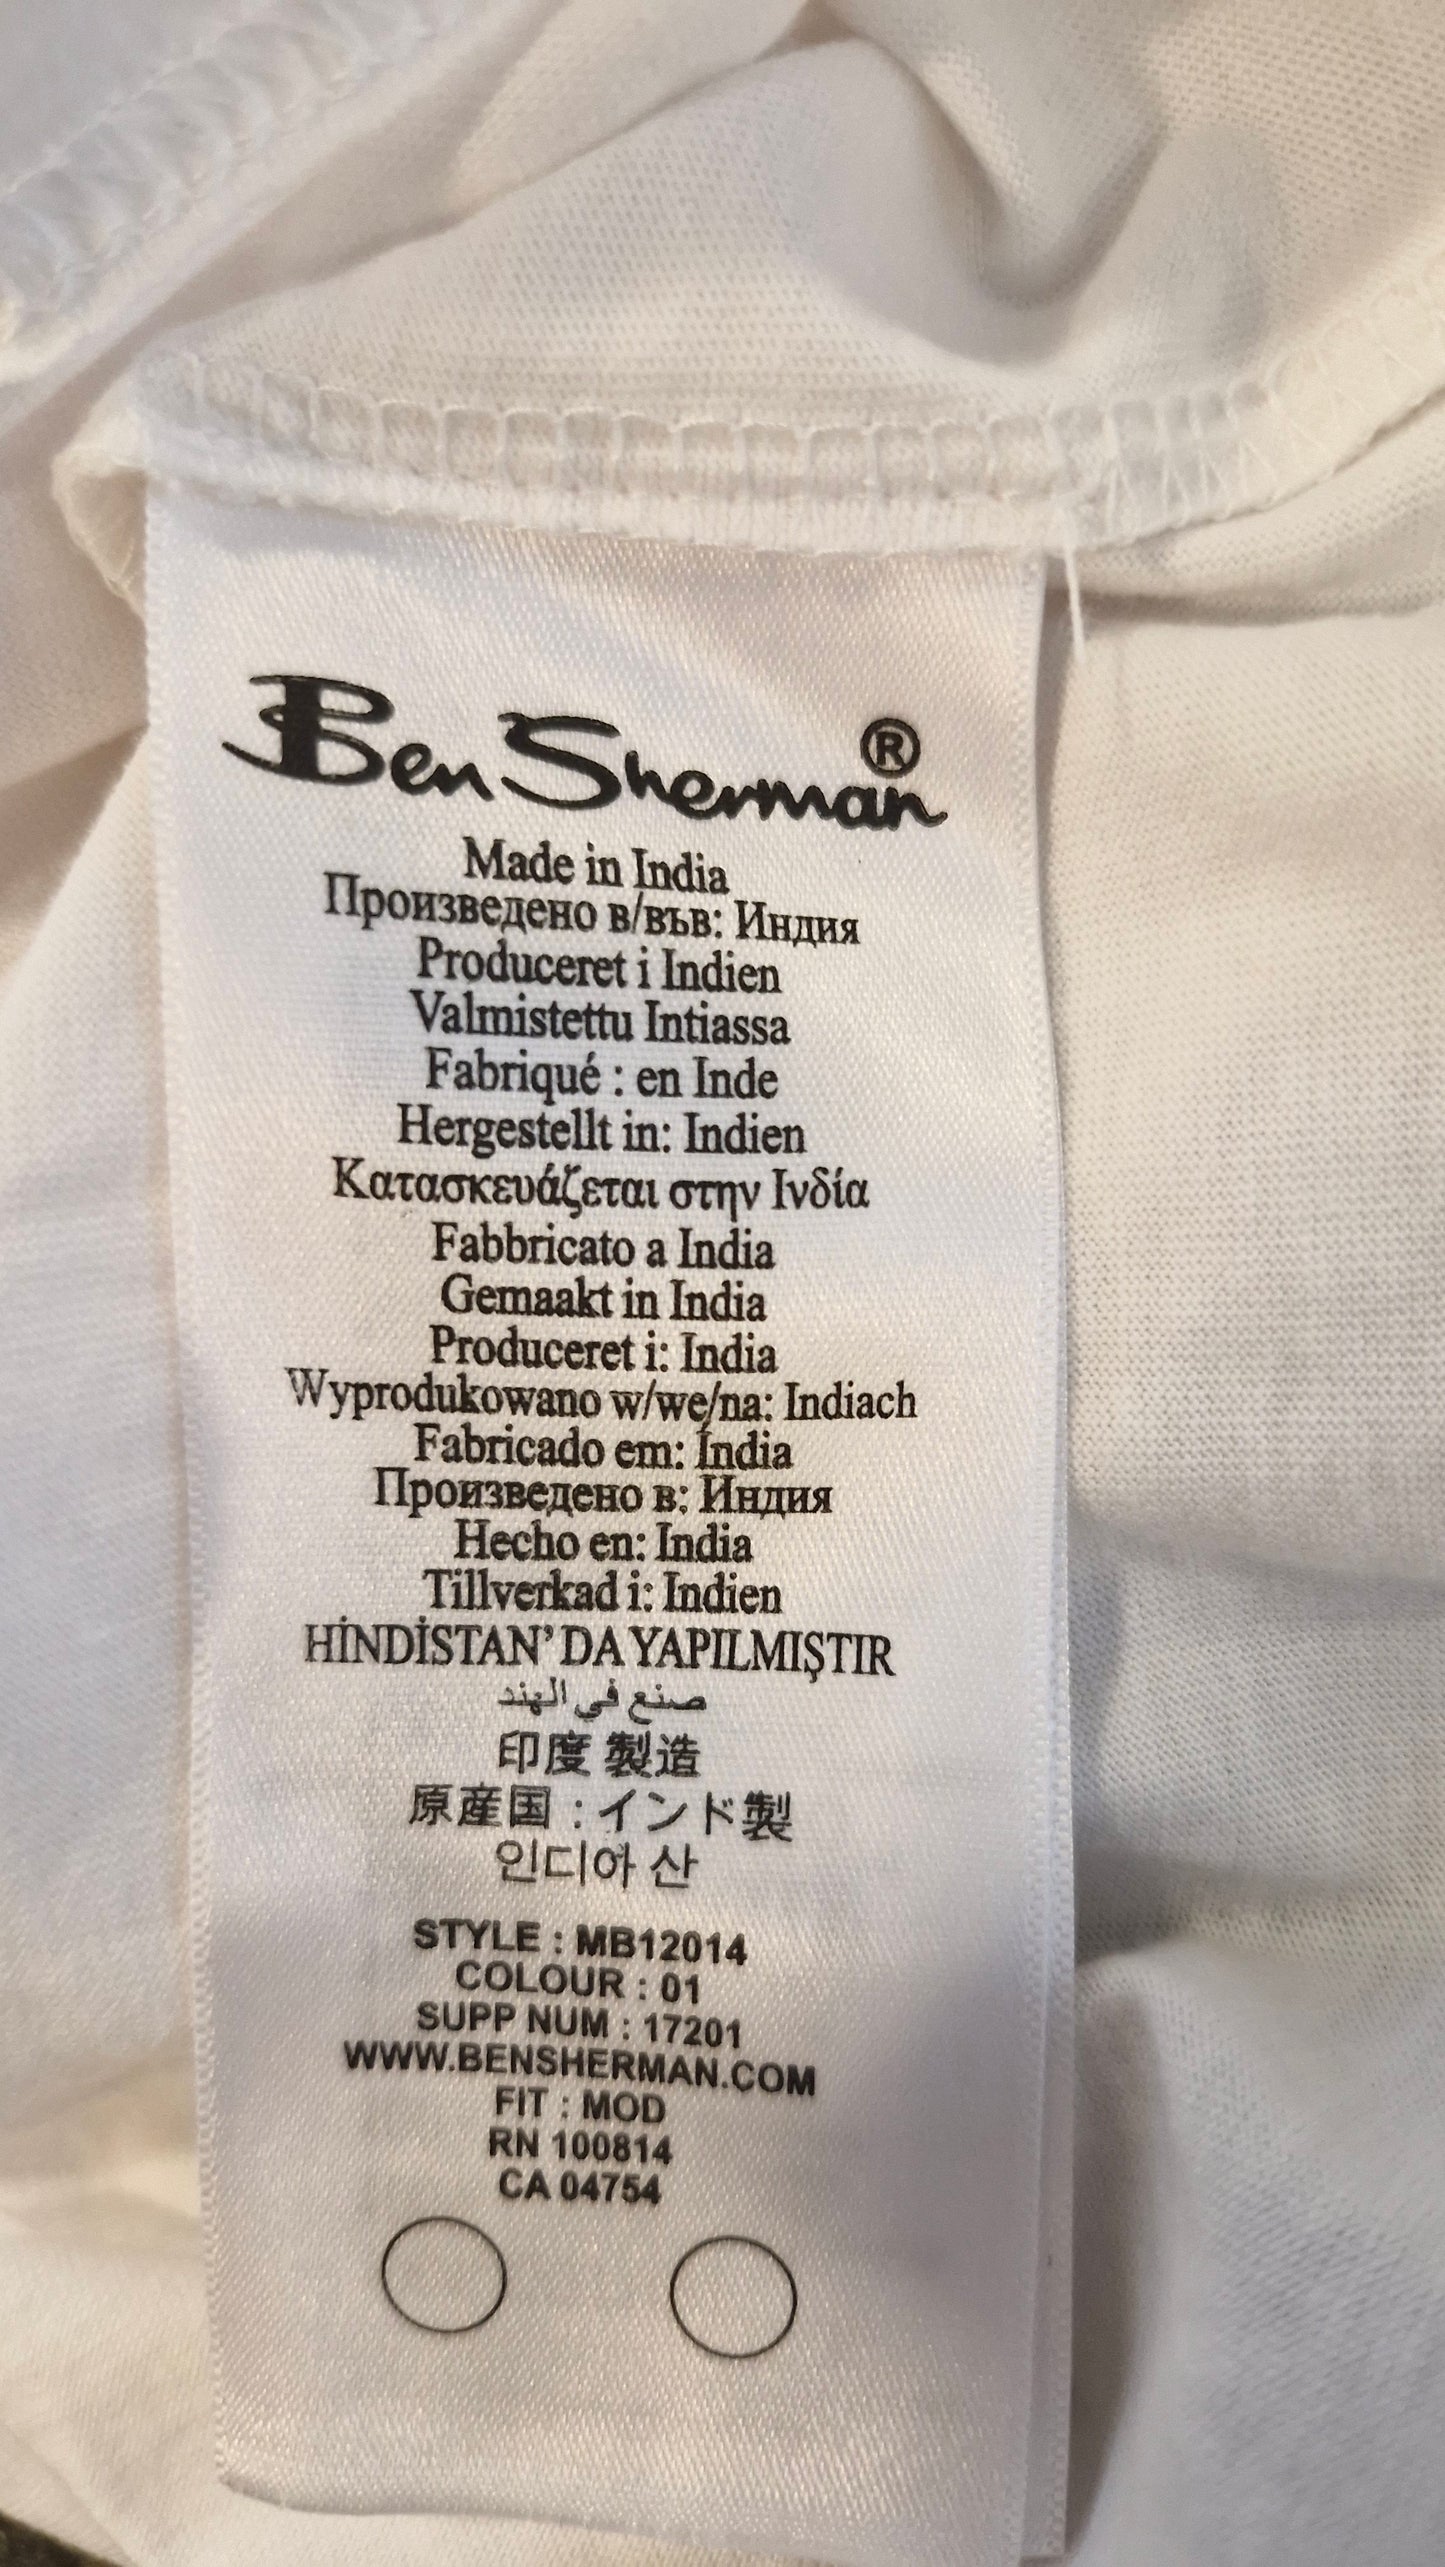 Ben Sherman®
Made in India
Произведено в/във: Индия
Produceret i Indien
Valmistettu Intiassa
Fabriqué : en Inde
Hergestellt in: Indien
Κατασκευάζεται στην Ινδία
Fabbricato a India
Gemaakt in India
Produceret i: India
Wyprodukowano w/we/na: Indiach
Fabricado em: Índia
Произведено в: Индия
Hecho en: India
Tillverkad i: Indien
HİNDİSTAN' DA YAPILMIŞTIR
صنع في الهند
印度 製造
原産国 : インド製
인디아 산
STYLE : MB12014
COLOUR : 01
SUPP NUM : 17201
WWW.BENSHERMAN.COM
FIT : MOD
RN 100814
CA 04754